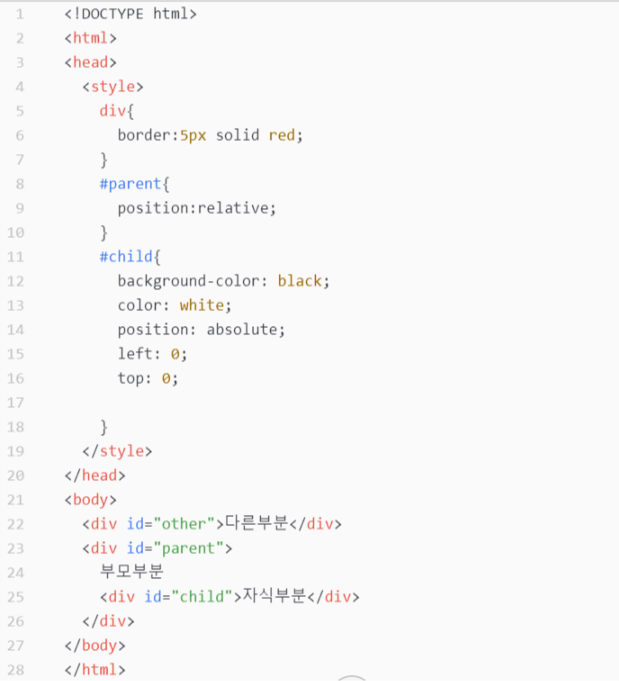 1 <!DOCTYPE html>
2 <html>
3 <head>
4 <style>
5 div{
6 border:5px solid red;
7 }
8 #parent{
9 position:relative;
10 }
11 #child{
12 background-color: black;
13 color: white;
14 position: absolute;
15 left: 0;
16 top: 0;
17
18 }
19 </style>
20 </head>
21 <body>
22 <div id="other">다른부분</div>
23 <div id="parent">
24 부모부분
25 <div id="child">자식부분</div>
26 </div>
27 </body>
28 </html>